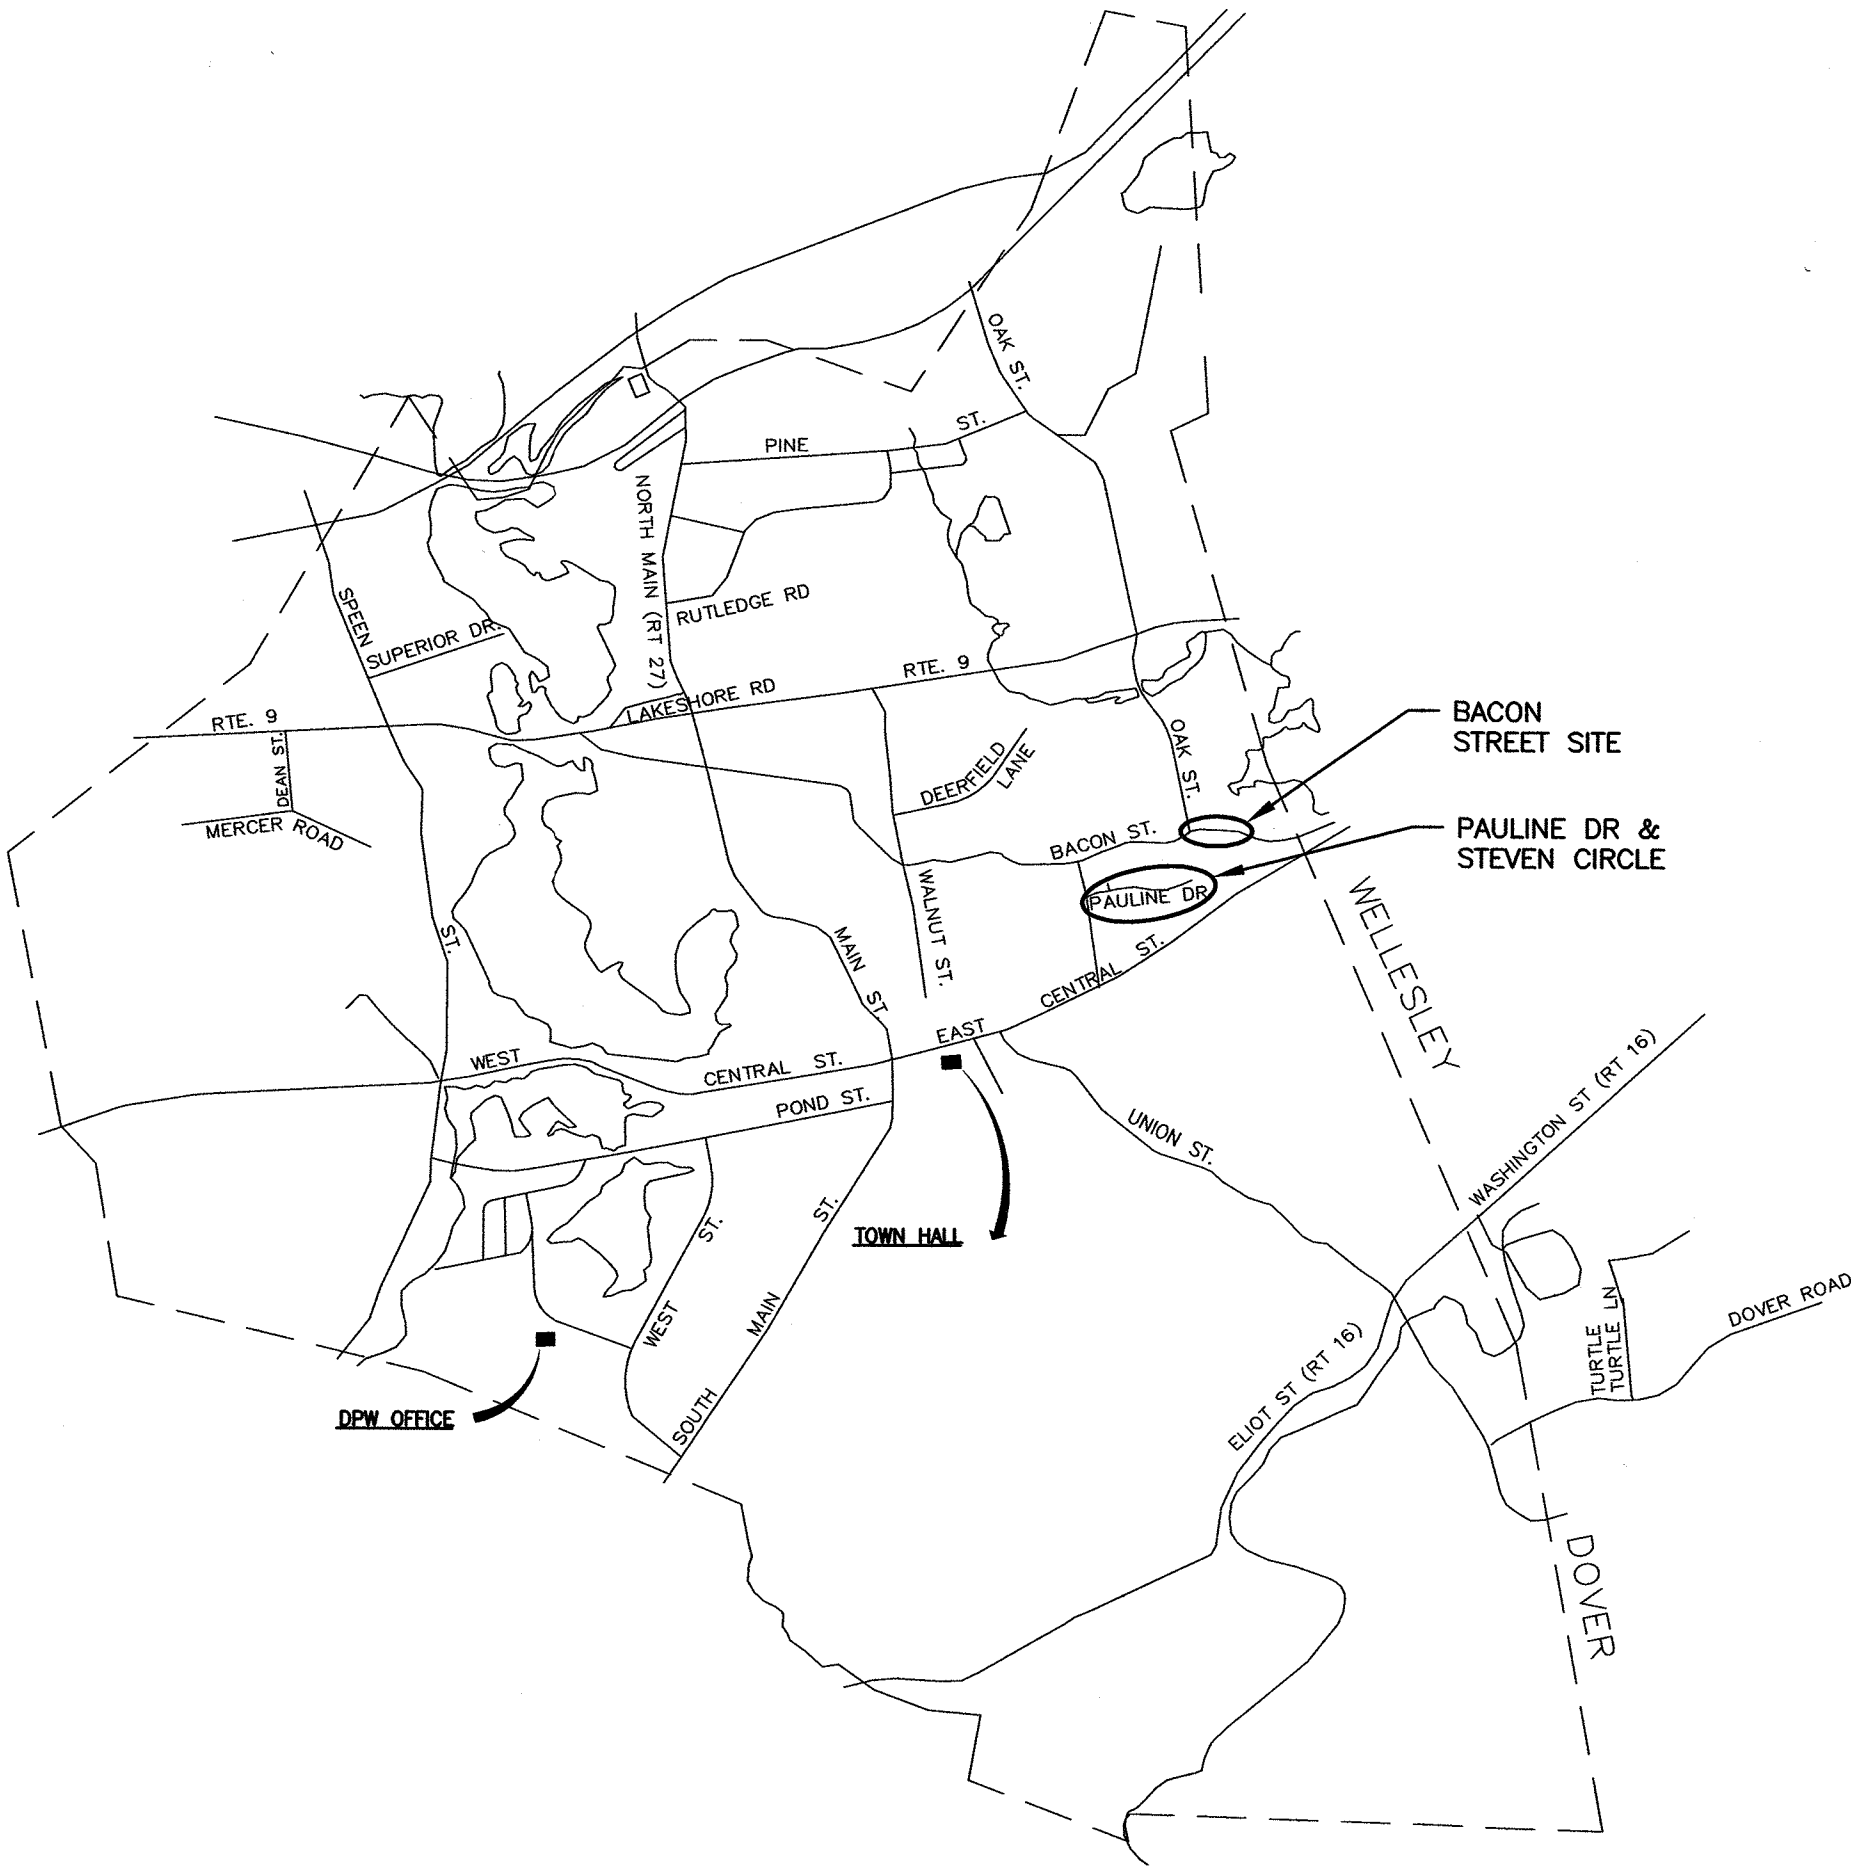 OAK ST.
PINE ST.
NORTH MAIN (RT 27)
RUTLEDGE RD
SPEEN ST.
SUPERIOR DR.
LAKESHORE RD
RTE. 9
RTE. 9
DEAN ST.
MERCER ROAD
DEERFIELD
LANE
OAK ST.
BACON
STREET SITE
BACON ST.
PAULINE DR &
STEVEN CIRCLE
PAULINE DR
WALNUT ST.
MAIN ST.
WELLESLEY
EAST CENTRAL ST.
WEST CENTRAL ST.
POND ST.
UNION ST.
WASHINGTON ST (RT 16)
TOWN HALL
WEST ST.
SOUTH MAIN ST.
DPW OFFICE
ELIOT ST (RT 16)
TURTLE
TURTLE LN
DOVER ROAD
DOVER